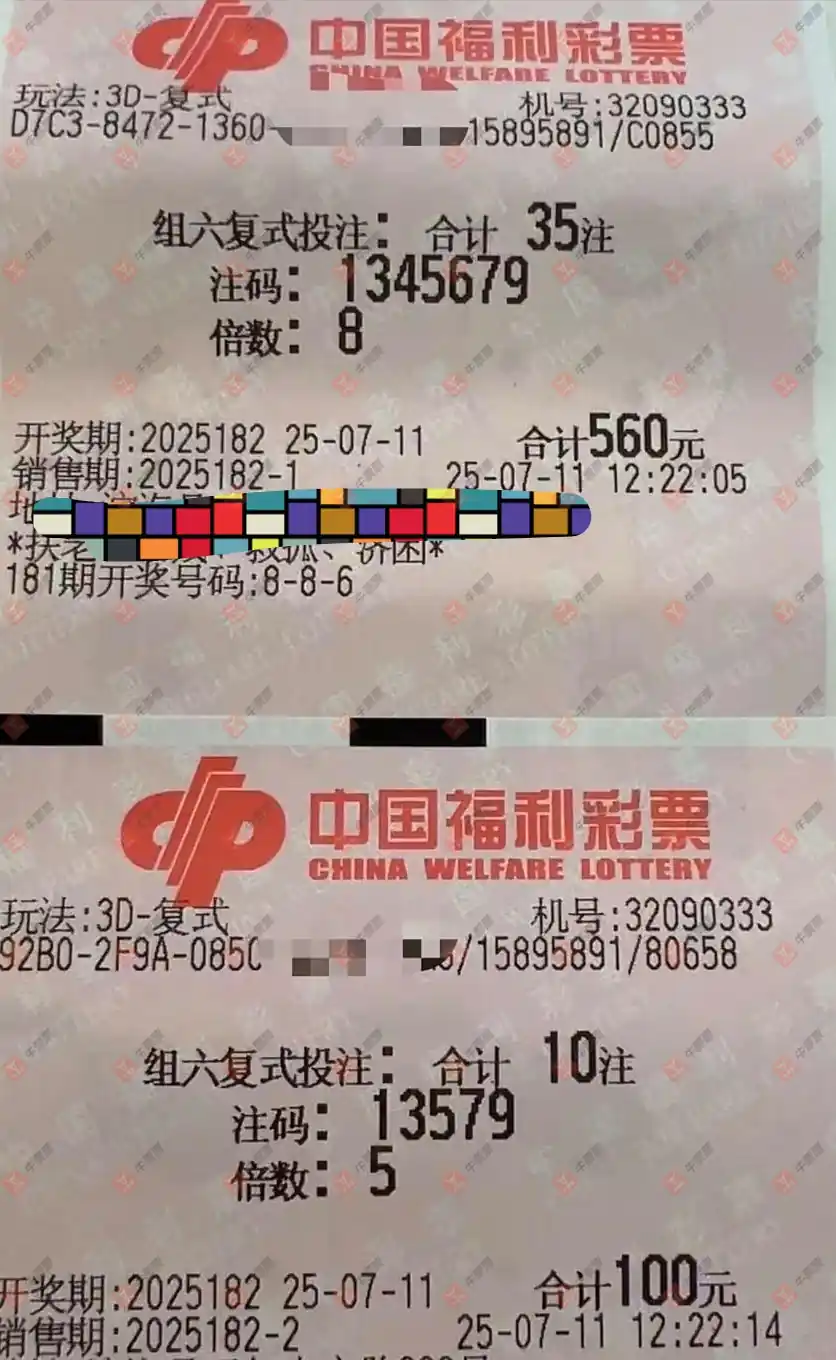 中国福利彩票
CHINA WELFARE LOTTERY
玩法:3D-复式 机号:32090333
D7C3-8472-1360- 15895891/C0855
组六复式投注: 合计 35注
注码: 1345679
倍数: 8
开奖期:2025182 25-07-11 合计560元
销售期:2025182-1 25-07-11 12:22:05
*扶老 、救孤、济困*
181期开奖号码:8-8-6
中国福利彩票
CHINA WELFARE LOTTERY
玩法:3D-复式 机号:32090333
92B0-2F9A-085 /15895891/80658
组六复式投注: 合计 10注
注码: 13579
倍数: 5
开奖期:2025182 25-07-11 合计100元
销售期:2025182-2 25-07-11 12:22:14